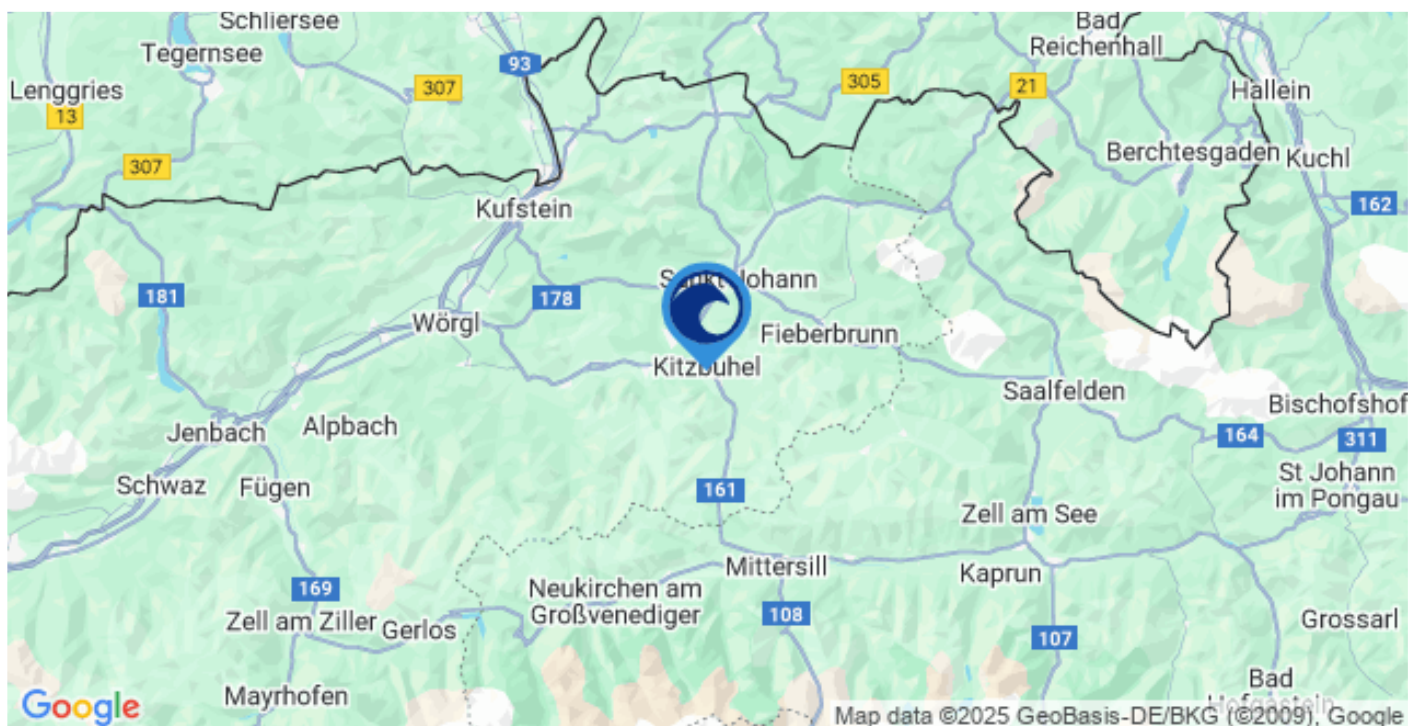 Schliersee
Tegernsee
Bad
Reichenhall
93
307
305
21
Lenggries
13
Hallein
307
Berchtesgaden
Kuchl
162
Kufstein
Sankt Johann
181
178
Wörgl
Fieberbrunn
Kitzbühel
Saalfelden
Bischofshof
Jenbach
Alpbach
164
311
Schwaz
Fügen
161
St Johann
im Pongau
Zell am See
Mittersill
Kaprun
169
Neukirchen am
Großvenediger
108
Zell am Ziller
Gerlos
107
Grossarl
Mayrhofen
Bad
Hofgastein
Google
Map data ©2025 GeoBasis-DE/BKG (©2009), Google